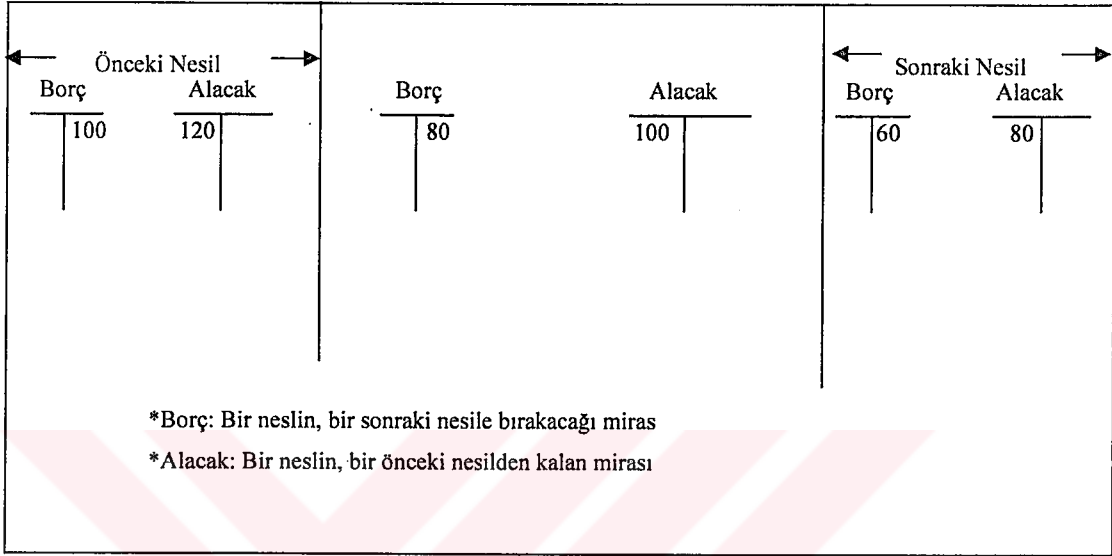 Önceki Nesil
Borç Alacak
100 120
Borç Alacak
80 100
Sonraki Nesil
Borç Alacak
60 80
*Borç: Bir neslin, bir sonraki nesile bırakacağı miras
*Alacak: Bir neslin, bir önceki nesilden kalan mirası